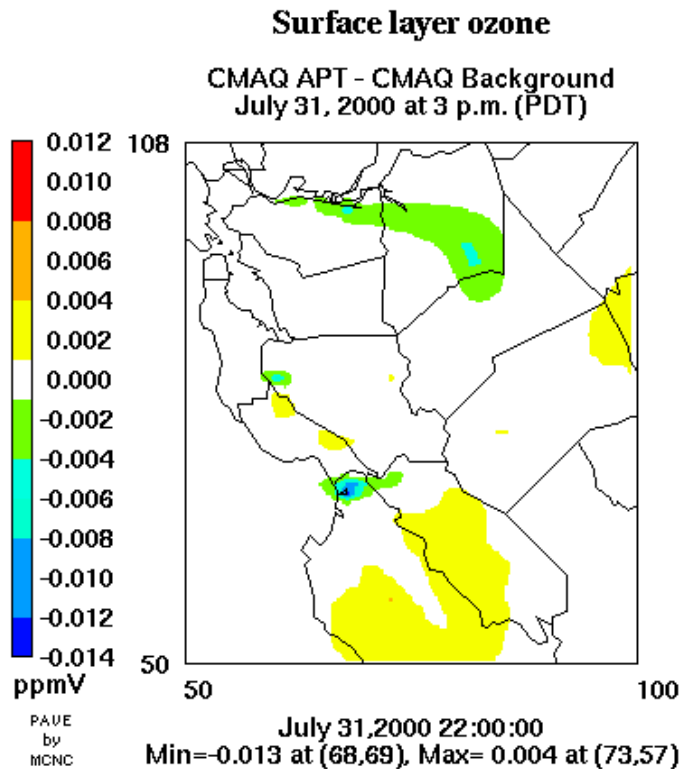 Surface layer ozone
CMAQ APT - CMAQ Background
July 31, 2000 at 3 p.m. (PDT)
0.012
0.010
0.008
0.006
0.004
0.002
0.000
-0.002
-0.004
-0.006
-0.008
-0.010
-0.012
-0.014
ppmV
PAVE
by
MCNC
108
50
50
100
July 31,2000 22:00:00
Min=-0.013 at (68,69), Max= 0.004 at (73,57)